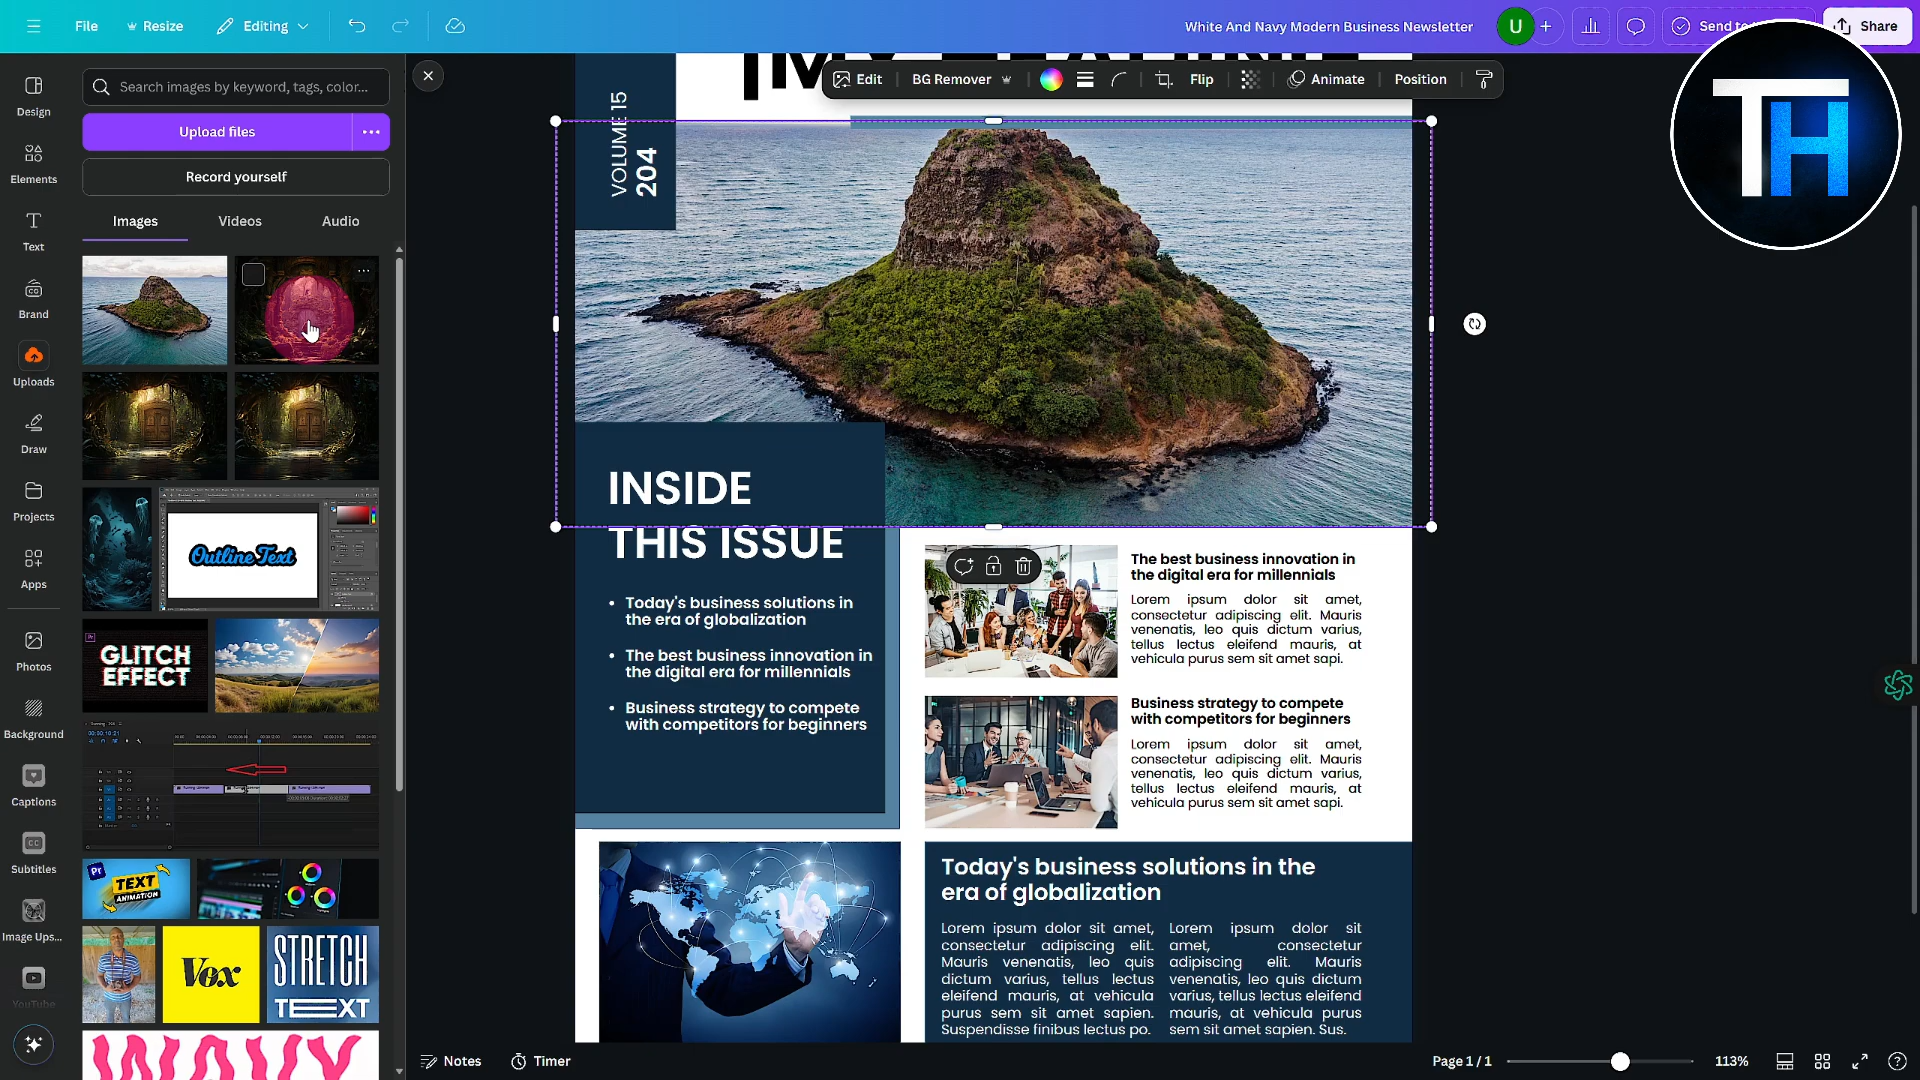 File
Resize
Editing
White And Navy Modern Business Newsletter
U
Share
Design
Elements
Text
Brand
Uploads
Draw
Projects
Apps
Photos
Background
Captions
Subtitles
Image Ups...
YouTube
Search images by keyword, tags, color...
Upload files
Record yourself
Images
Videos
Audio
Outline Text
GLITCH
EFFECT
Pr
TEXT
ANIMATION
Vox
STRETCH
TEXT
WAVY
Edit
BG Remover
Flip
Animate
Position
TH
VOLUME 15
204
INSIDE
THIS ISSUE
• Today's business solutions in
the era of globalization
• The best business innovation in
the digital era for millennials
• Business strategy to compete
with competitors for beginners
The best business innovation in
the digital era for millennials
Lorem ipsum dolor sit amet,
consectetur adipiscing elit. Mauris
venenatis, leo quis dictum varius,
tellus lectus eleifend mauris, at
vehicula purus sem sit amet sapi.
Business strategy to compete
with competitors for beginners
Lorem ipsum dolor sit amet,
consectetur adipiscing elit. Mauris
venenatis, leo quis dictum varius,
tellus lectus eleifend mauris, at
vehicula purus sem sit amet sapi.
Today's business solutions in the
era of globalization
Lorem ipsum dolor sit amet,
consectetur adipiscing elit.
Mauris venenatis, leo quis
dictum varius, tellus lectus
eleifend mauris, at vehicula
purus sem sit amet sapien.
Suspendisse finibus lectus po.
Lorem ipsum dolor sit
amet, consectetur
adipiscing elit. Mauris
venenatis, leo quis dictum
varius, tellus lectus eleifend
mauris, at vehicula purus
sem sit amet sapien. Sus.
Notes
Timer
Page 1 / 1
113%